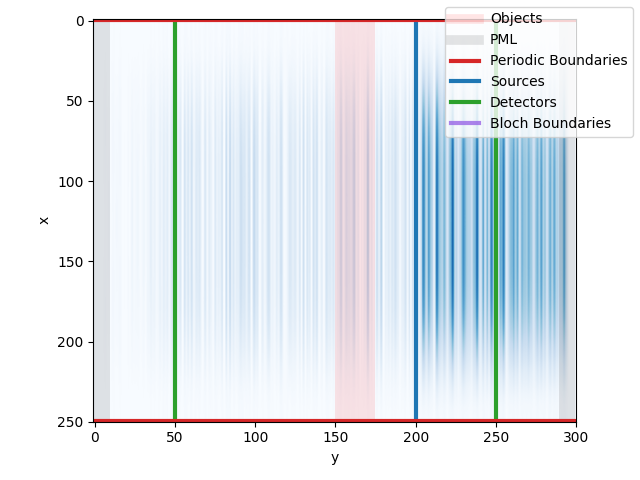 Objects
PML
Periodic Boundaries
Sources
Detectors
Bloch Boundaries
0
50
100
150
200
250
x
0 50 100 150 200 250 300
y